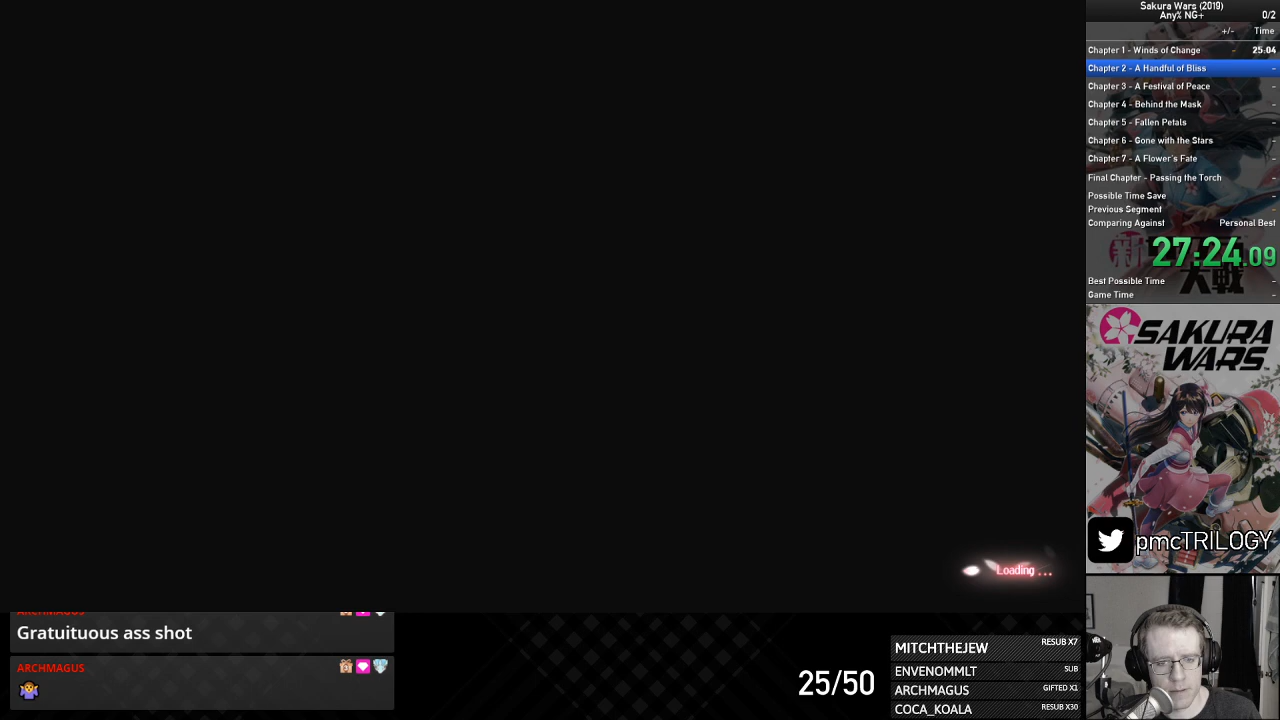 Sakura Wars (2019)
Any% NG+
0/2
+/-
Time
Chapter 1 - Winds of Change - 25.04
Chapter 2 - A Handful of Bliss -
Chapter 3 - A Festival of Peace -
Chapter 4 - Behind the Mask -
Chapter 5 - Fallen Petals -
Chapter 6 - Gone with the Stars -
Chapter 7 - A Flower's Fate -
Final Chapter - Passing the Torch -
Possible Time Save -
Previous Segment
Comparing Against Personal Best
27:24.09
Best Possible Time -
Game Time -
SAKURA
WARS
pmcTRILOGY
Loading ...
ARCHMAGUS
Gratuituous ass shot
ARCHMAGUS
25/50
MITCHTHEJEW RESUB X7
ENVENOMMLT SUB
ARCHMAGUS GIFTED X1
COCA_KOALA RESUB X30